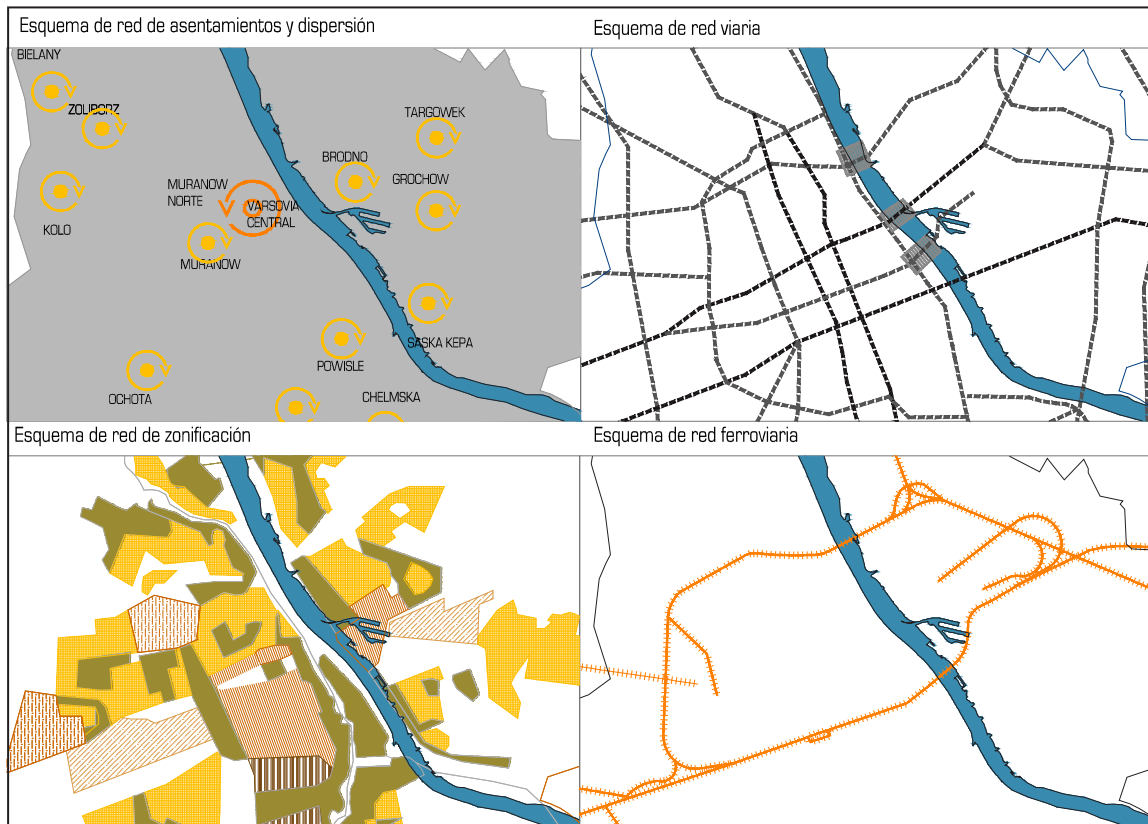 Esquema de red de asentamientos y dispersión
Esquema de red viaria
BIELANY
ZOLIBORZ
TARGOWEK
BRODNO
GROCHOW
MURANOW
NORTE
VARSOVIA
CENTRAL
KOLO
MURANOW
SASKA KEPA
POWISLE
OCHOTA
CHELMSKA
Esquema de red de zonificación
Esquema de red ferroviaria